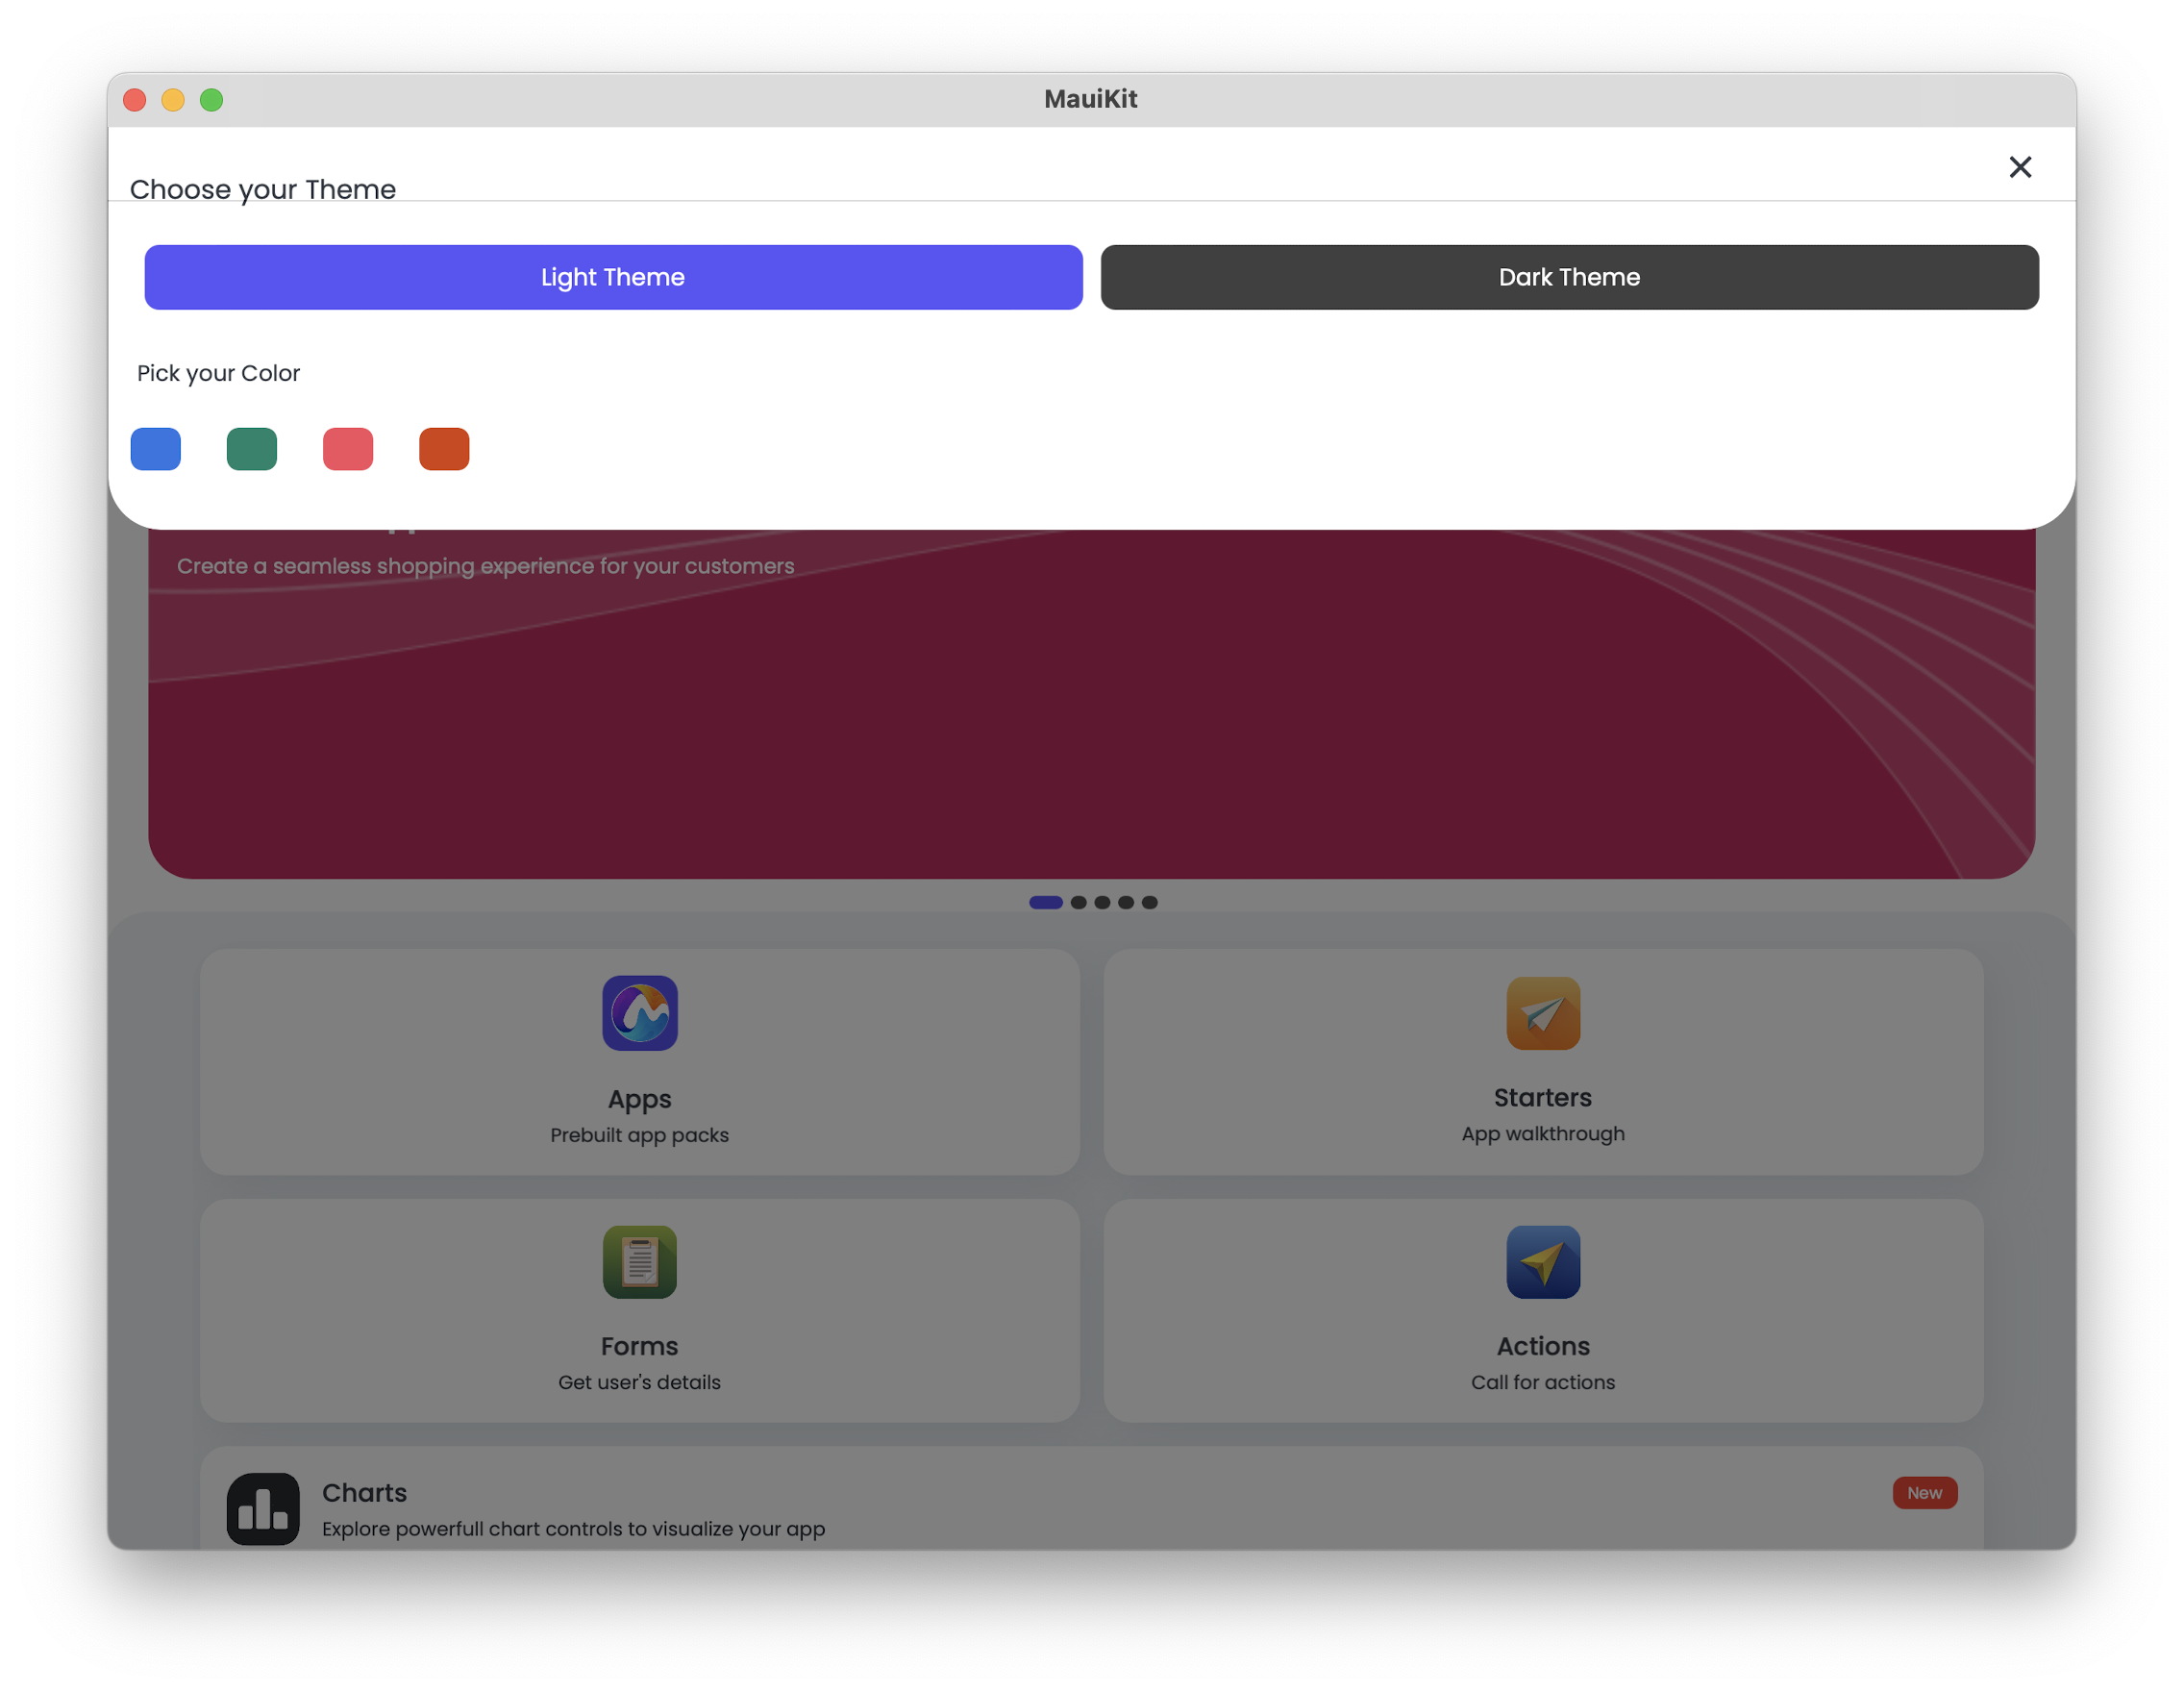 MauiKit
Choose your Theme
Light Theme
Dark Theme
Pick your Color
Create a seamless shopping experience for your customers
Apps
Prebuilt app packs
Starters
App walkthrough
Forms
Get user's details
Actions
Call for actions
Charts
New
Explore powerfull chart controls to visualize your app